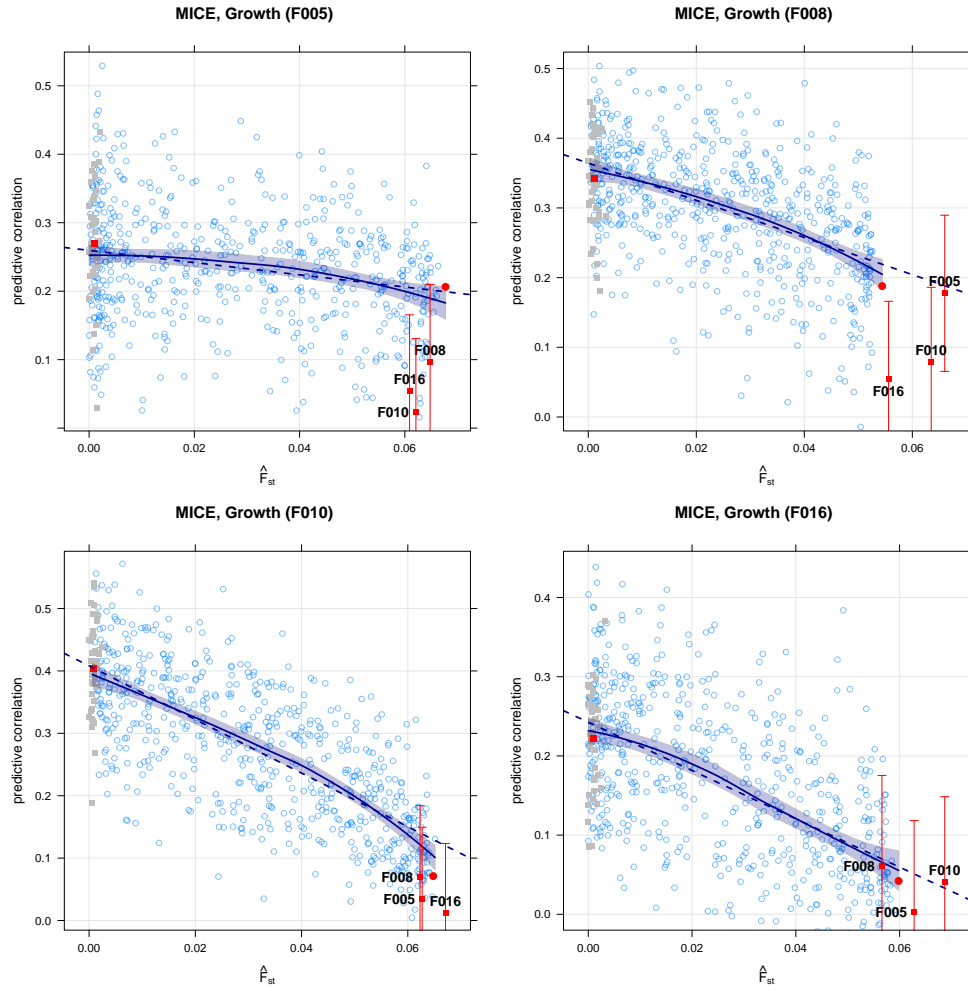 MICE, Growth (F005)
predictive correlation
0.5
0.4
0.3
0.2
0.1
F008
F016
F010
0.00 0.02 0.04 0.06
F̂st
MICE, Growth (F008)
predictive correlation
0.5
0.4
0.3
0.2
0.1
0.0
F005
F010
F016
0.00 0.02 0.04 0.06
F̂st
MICE, Growth (F010)
predictive correlation
0.5
0.4
0.3
0.2
0.1
0.0
F008
F005 F016
0.00 0.02 0.04 0.06
F̂st
MICE, Growth (F016)
predictive correlation
0.4
0.3
0.2
0.1
0.0
F008 F010
F005
0.00 0.02 0.04 0.06
F̂st